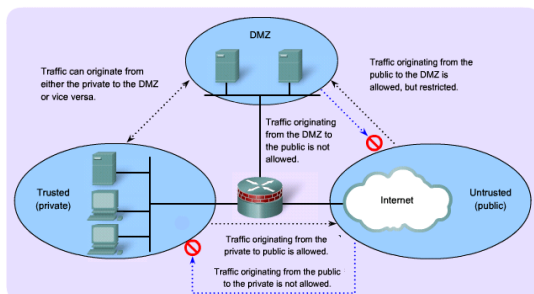 DMZ
Traffic can originate from
either the private to the DMZ
or vice versa.
Traffic originating from the
public to the DMZ is
allowed, but restricted.
Traffic originating
from the DMZ to
the public is not
allowed.
Trusted
(private)
Internet
Untrusted
(public)
Traffic originating from the
private to public is allowed.
Traffic originating from the public
to the private is not allowed.